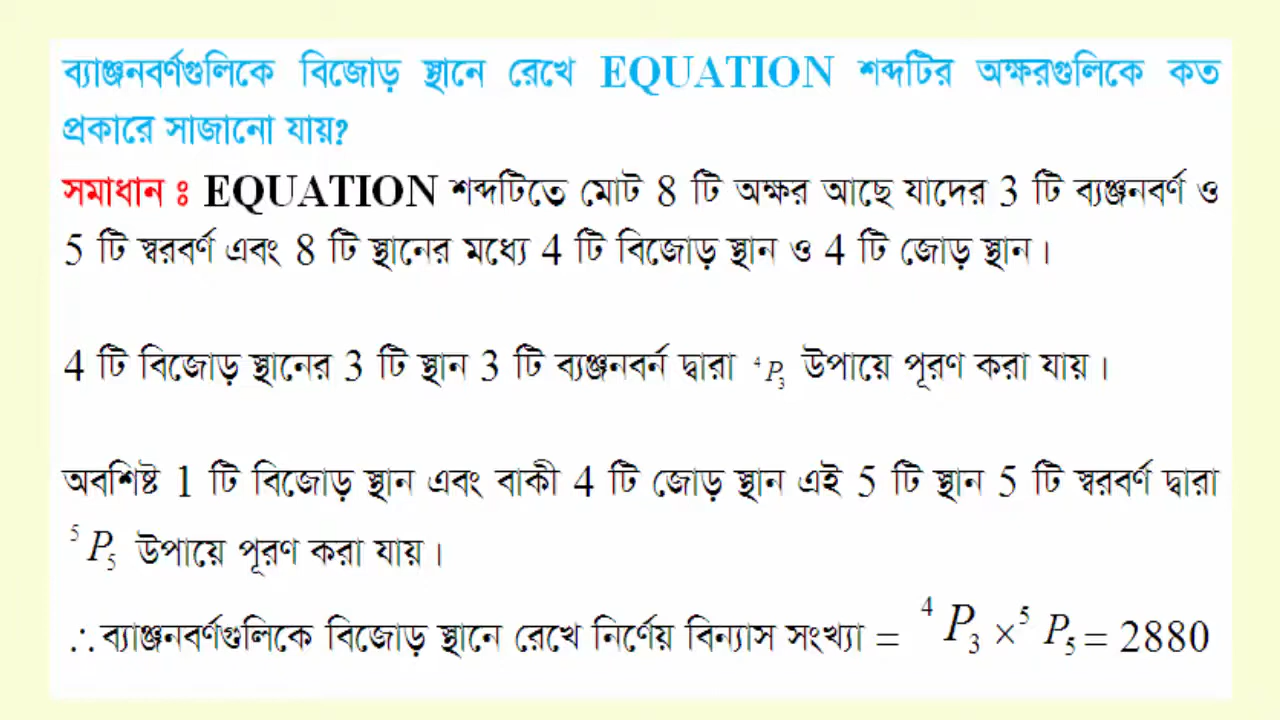 ব্যাঞ্জনবর্ণগুলিকে বিজোড় স্থানে রেখে EQUATION শব্দটির অক্ষরগুলিকে কত
প্রকারে সাজানো যায়?
সমাধান ঃ EQUATION শব্দটিতে মোট 8 টি অক্ষর আছে যাদের 3 টি ব্যঞ্জনবর্ণ ও
5 টি স্বরবর্ণ এবং 8 টি স্থানের মধ্যে 4 টি বিজোড় স্থান ও 4 টি জোড় স্থান।
4 টি বিজোড় স্থানের 3 টি স্থান 3 টি ব্যঞ্জনবর্ন দ্বারা ⁴P₃ উপায়ে পূরণ করা যায়।
অবশিষ্ট 1 টি বিজোড় স্থান এবং বাকী 4 টি জোড় স্থান এই 5 টি স্থান 5 টি স্বরবর্ণ দ্বারা
⁵P₅ উপায়ে পূরণ করা যায়।
∴ব্যাঞ্জনবর্ণগুলিকে বিজোড় স্থানে রেখে নির্ণেয় বিন্যাস সংখ্যা = ⁴P₃ ×⁵P₅ = 2880